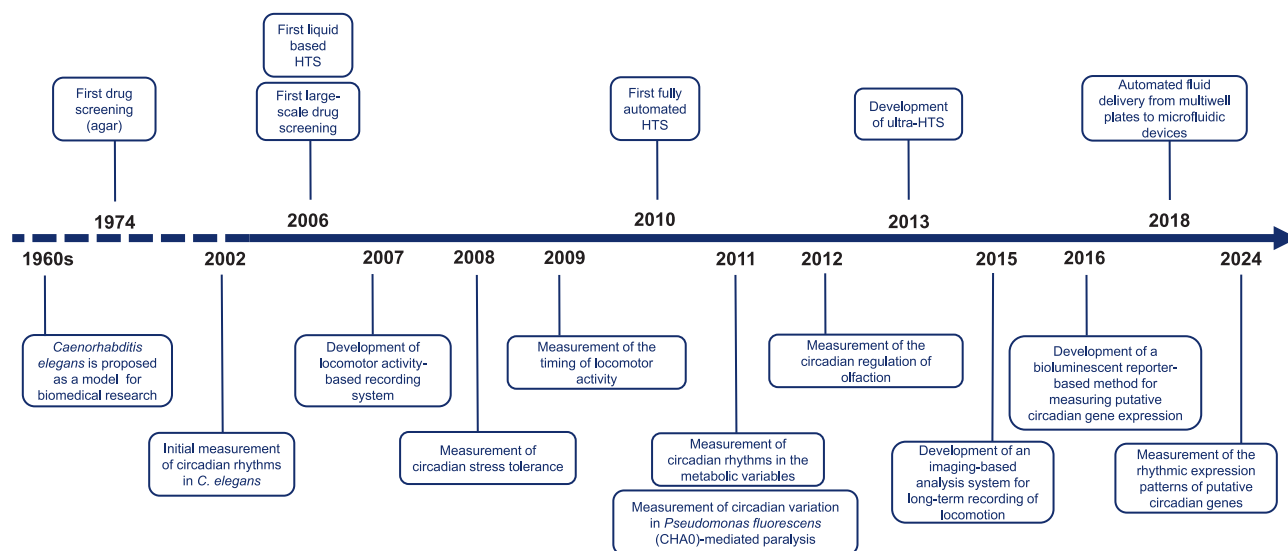 First liquid
based
HTS
First drug
screening
(agar)
First large-
scale drug
screening
First fully
automated
HTS
Development
of ultra-HTS
Automated fluid
delivery from multiwell
plates to microfluidic
devices
1974
2006
2010
2013
2018
1960s
2002
2007
2008
2009
2011
2012
2015
2016
2024
Caenorhabditis
elegans is proposed
as a model for
biomedical research
Initial measurement
of circadian rhythms
in C. elegans
Development of
locomotor activity-
based recording
system
Measurement of
circadian stress
tolerance
Measurement of the
timing of locomotor
activity
Measurement of
circadian rhythms in the
metabolic variables
Measurement of circadian variation
in Pseudomonas fluorescens
(CHA0)-mediated paralysis
Measurement of the
circadian regulation of
olfaction
Development of an
imaging-based
analysis system for
long-term recording of
locomotion
Development of a
bioluminescent reporter-
based method for
measuring putative
circadian gene expression
Measurement of the
rhythmic expression
patterns of putative
circadian genes